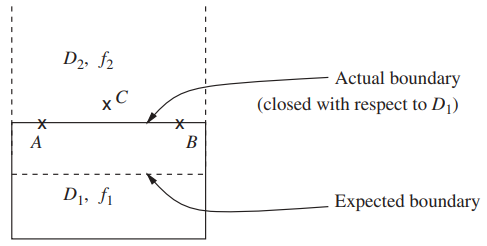 D₂, f₂
C
Actual boundary
(closed with respect to D₁)
A
B
D₁, f₁
Expected boundary